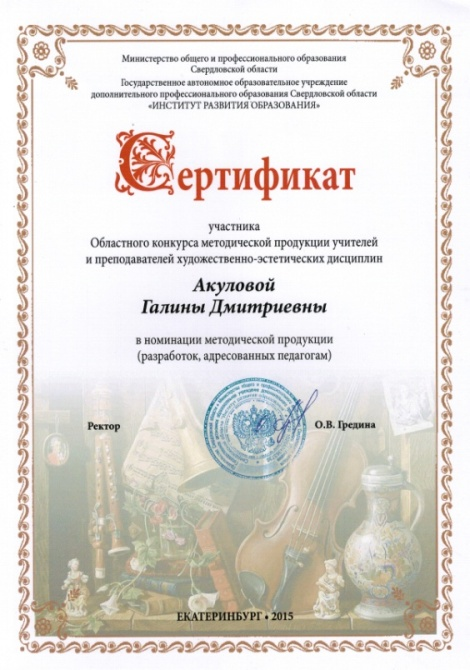 Министерство общего и профессионального образования
Свердловской области
Государственное автономное образовательное учреждение
дополнительного профессионального образования Свердловской области
«ИНСТИТУТ РАЗВИТИЯ ОБРАЗОВАНИЯ»
Сертификат
участника
Областного конкурса методической продукции учителей
и преподавателей художественно-эстетических дисциплин
Акуловой
Галины Дмитриевны
в номинации методической продукции
(разработок, адресованных педагогам)
Ректор
О.В. Гредина
ЕКАТЕРИНБУРГ • 2015